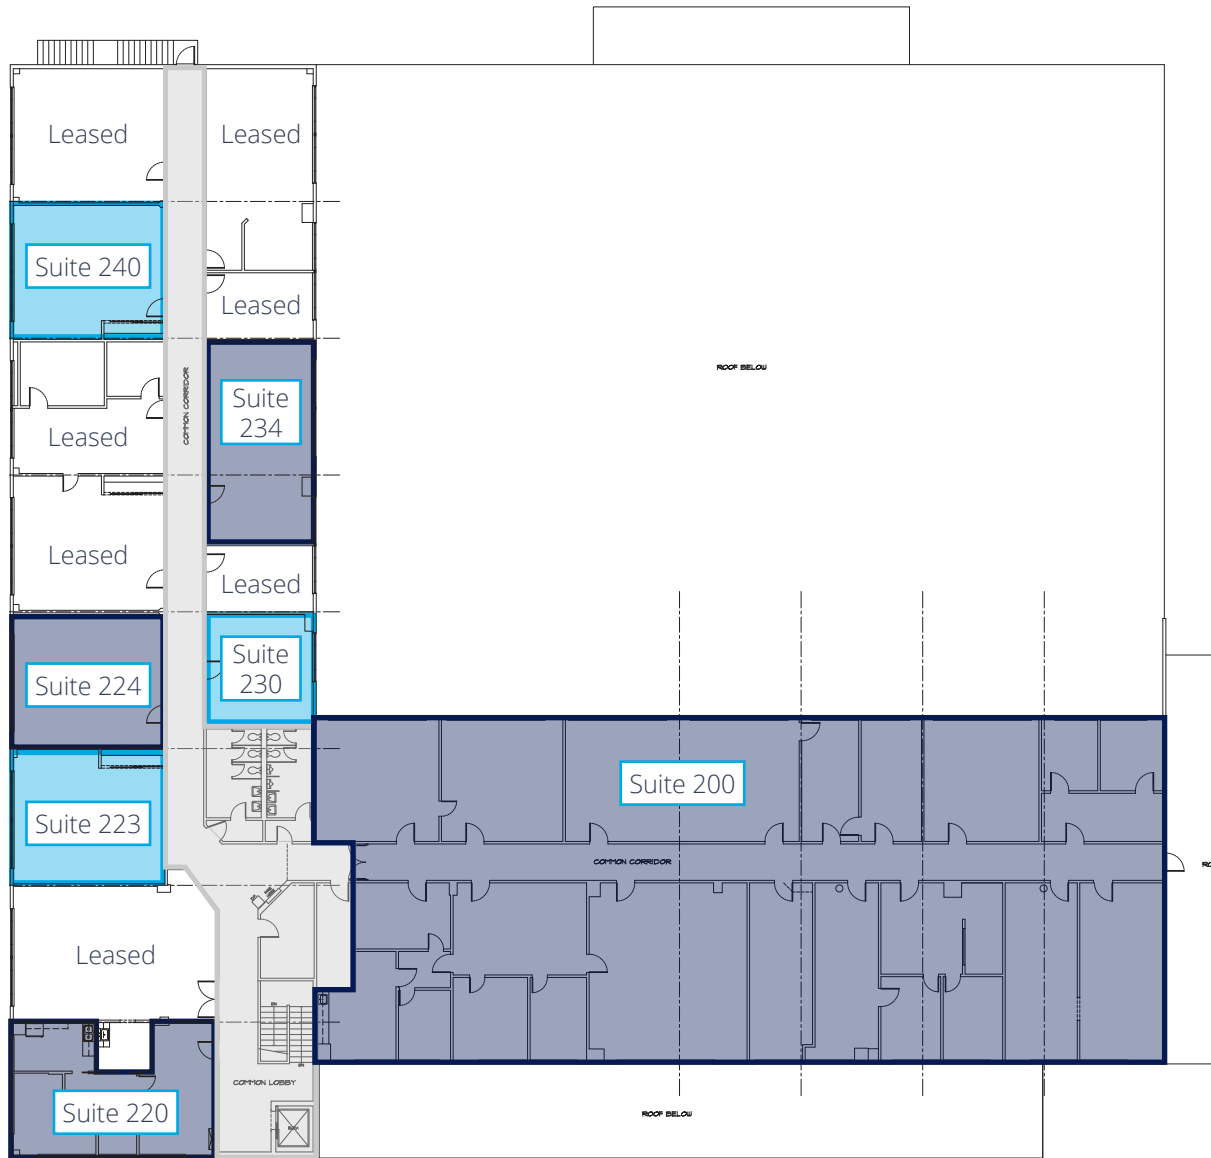 Leased
Leased
Suite 240
Leased
ROOF BELOW
COMMON CORRIDOR
Suite
234
Leased
Leased
Leased
Suite
230
Suite 224
Suite 200
Suite 223
COMMON CORRIDOR
Leased
COMMON LOBBY
Suite 220
ROOF BELOW